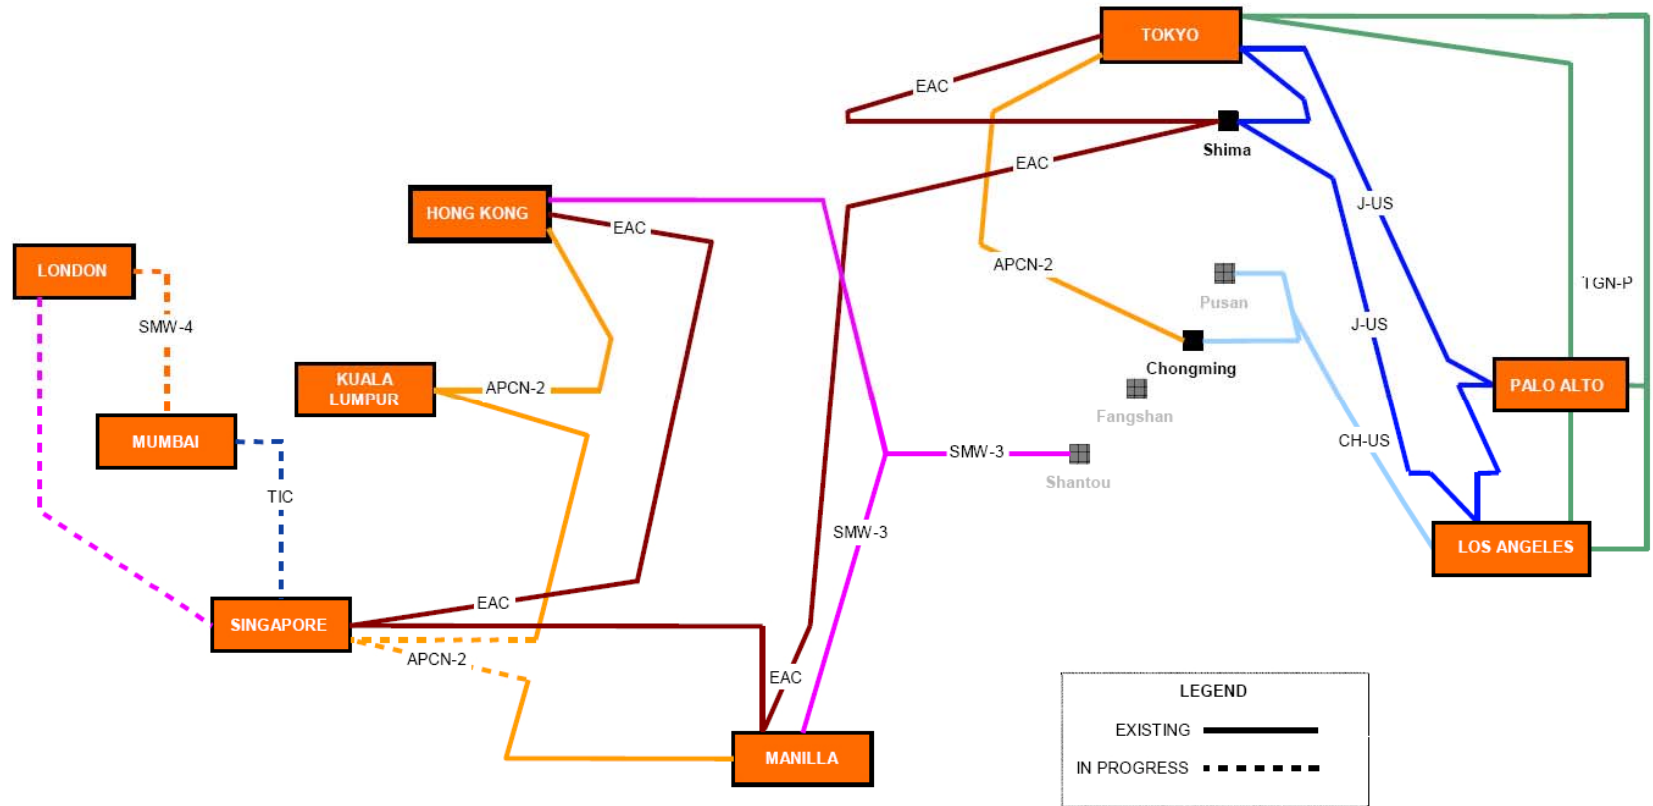 TOKYO
EAC
Shima
EAC
HONG KONG
EAC
J-US
LONDON
APCN-2
Pusan
TGN-P
SMW-4
J-US
Chongming
KUALA
LUMPUR
APCN-2
PALO ALTO
Fangshan
MUMBAI
CH-US
SMW-3
Shantou
TIC
SMW-3
LOS ANGELES
EAC
SINGAPORE
APCN-2
EAC
MANILLA
LEGEND
EXISTING
IN PROGRESS